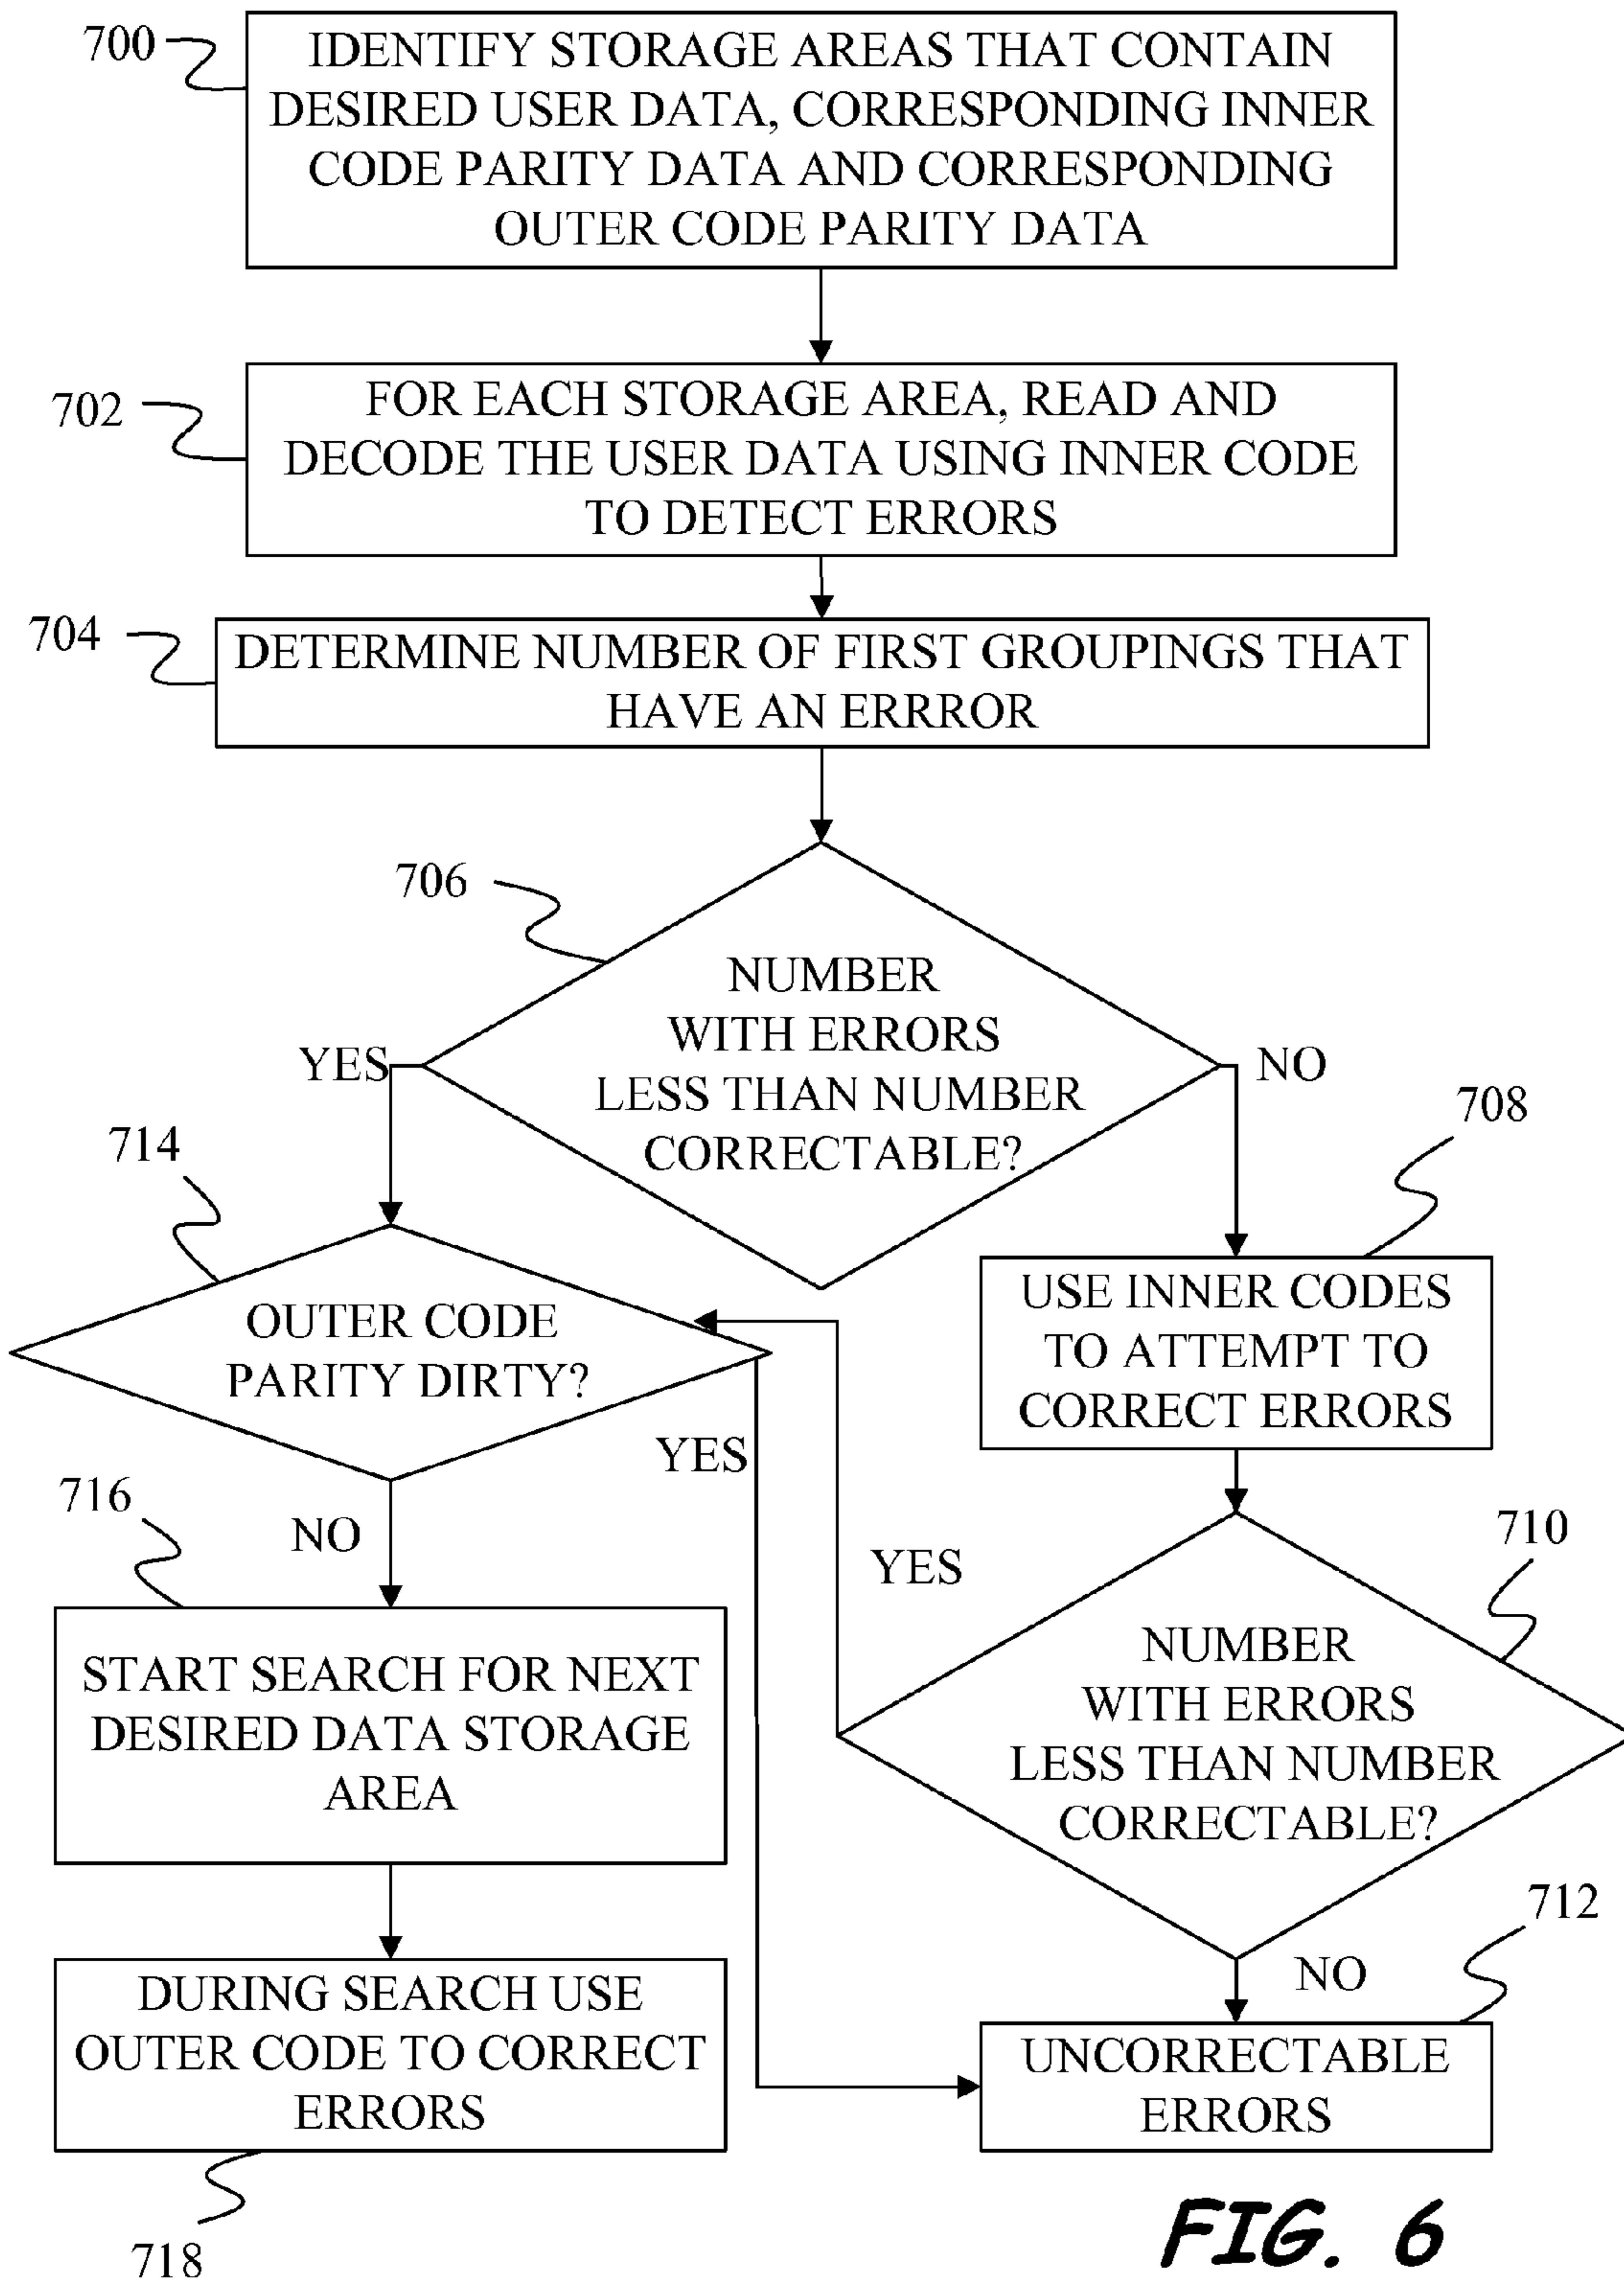 700
IDENTIFY STORAGE AREAS THAT CONTAIN
DESIRED USER DATA, CORRESPONDING INNER
CODE PARITY DATA AND CORRESPONDING
OUTER CODE PARITY DATA
702
FOR EACH STORAGE AREA, READ AND
DECODE THE USER DATA USING INNER CODE
TO DETECT ERRORS
704
DETERMINE NUMBER OF FIRST GROUPINGS THAT
HAVE AN ERRROR
706
NUMBER
WITH ERRORS
LESS THAN NUMBER
CORRECTABLE?
YES
NO
708
USE INNER CODES
TO ATTEMPT TO
CORRECT ERRORS
714
OUTER CODE
PARITY DIRTY?
YES
NO
710
NUMBER
WITH ERRORS
LESS THAN NUMBER
CORRECTABLE?
YES
NO
712
UNCORRECTABLE
ERRORS
716
START SEARCH FOR NEXT
DESIRED DATA STORAGE
AREA
DURING SEARCH USE
OUTER CODE TO CORRECT
ERRORS
718
FIG. 6